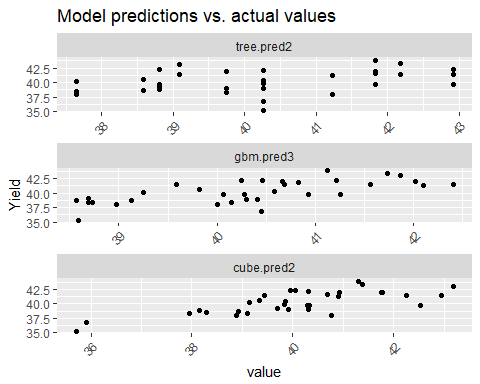 Model predictions vs. actual values
tree.pred2
42.5
40.0
37.5
35.0
38 39 40 41 42 43
gbm.pred3
42.5
40.0
37.5
35.0
39 40 41 42
cube.pred2
42.5
40.0
37.5
35.0
36 38 40 42
Yield
value